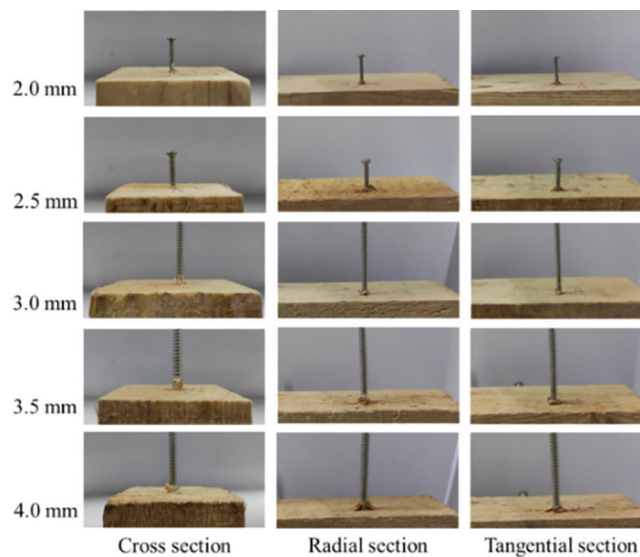 2.0 mm
2.5 mm
3.0 mm
3.5 mm
4.0 mm
Cross section Radial section Tangential section